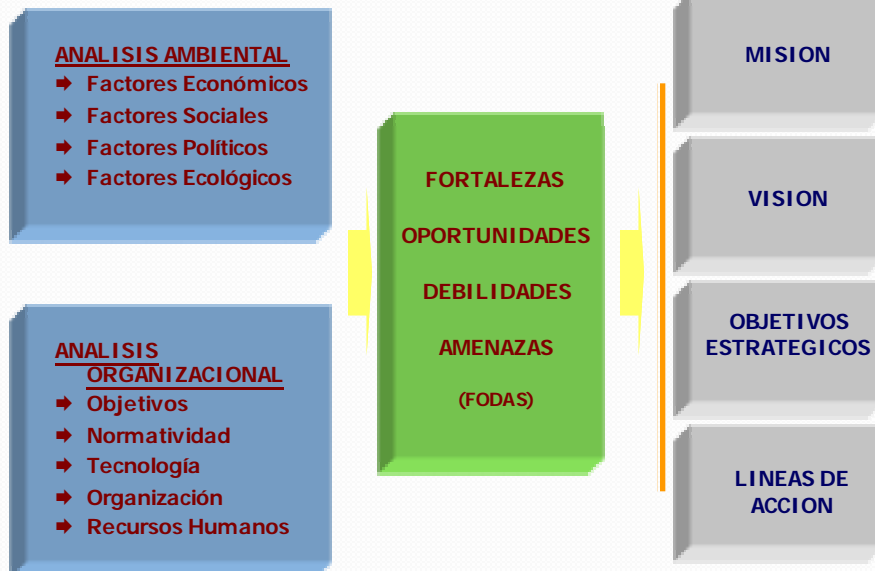 ANALISIS AMBIENTAL
➨ Factores Económicos
➨ Factores Sociales
➨ Factores Políticos
➨ Factores Ecológicos
ANALISIS
ORGANIZACIONAL
➨ Objetivos
➨ Normatividad
➨ Tecnología
➨ Organización
➨ Recursos Humanos
FORTALEZAS
OPORTUNIDADES
DEBILIDADES
AMENAZAS
(FODAS)
MISION
VISION
OBJETIVOS
ESTRATEGICOS
LINEAS DE
ACCION